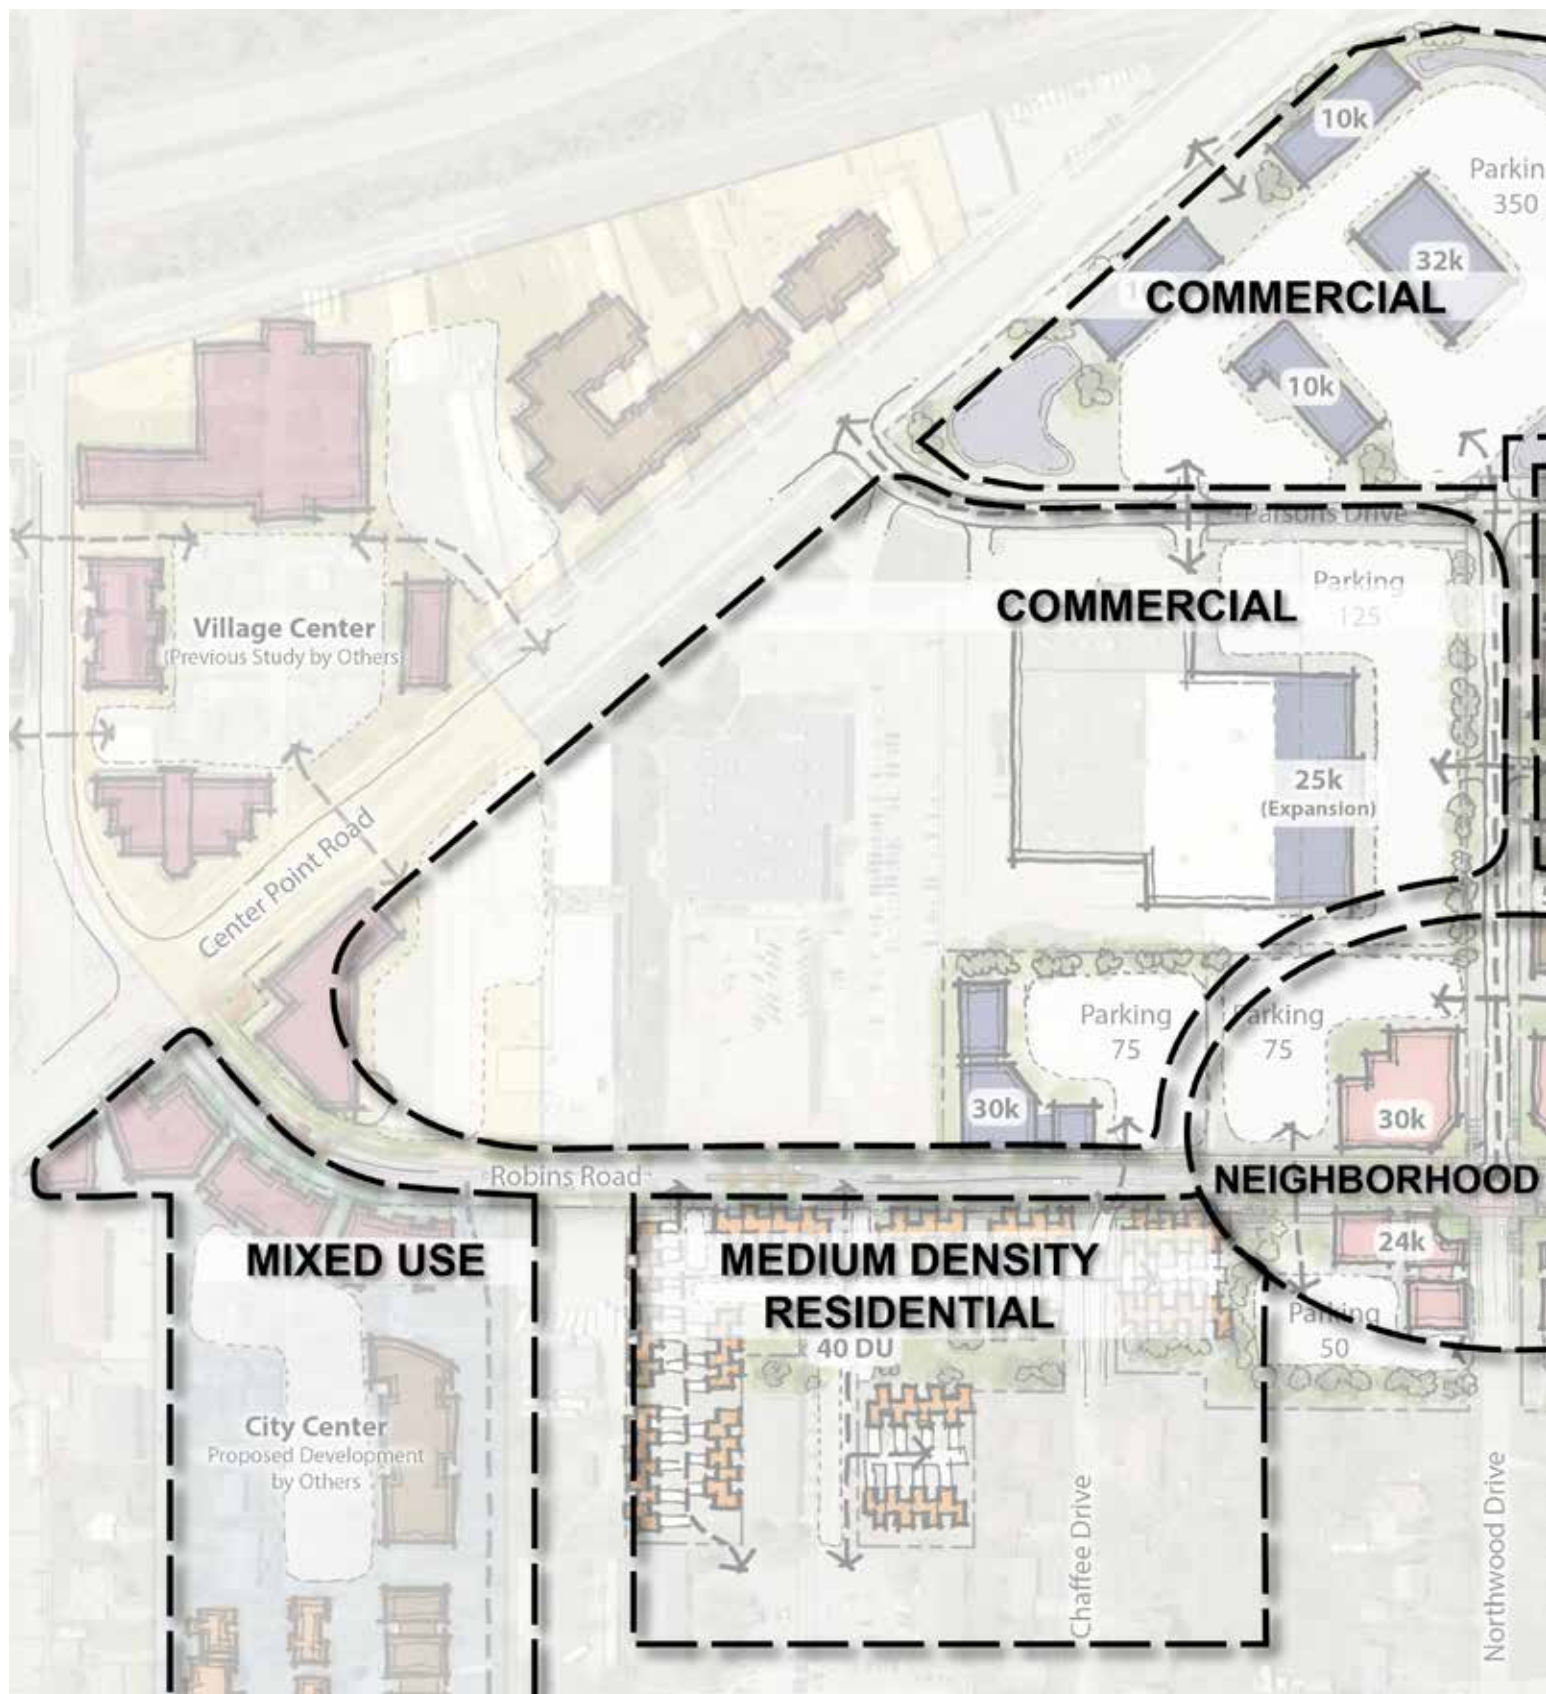 10k
Parkin
350
32k
COMMERCIAL
10k
Parsons Drive
Parking
125
COMMERCIAL
Village Center
(Previous Study by Others
25k
(Expansion)
Center Point Road
Parking
75
Parking
75
30k
30k
Robins Road
NEIGHBORHOOD
24k
MIXED USE
MEDIUM DENSITY
RESIDENTIAL
40 DU
Parking
50
City Center
Proposed Development
by Others
Chaffee Drive
Northwood Drive